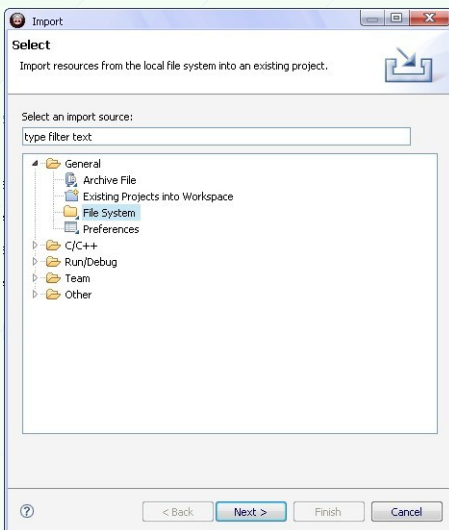 Import
Select
Import resources from the local file system into an existing project.
Select an import source:
type filter text
General
Archive File
Existing Projects into Workspace
File System
Preferences
C/C++
Run/Debug
Team
Other
?
< Back Next > Finish Cancel